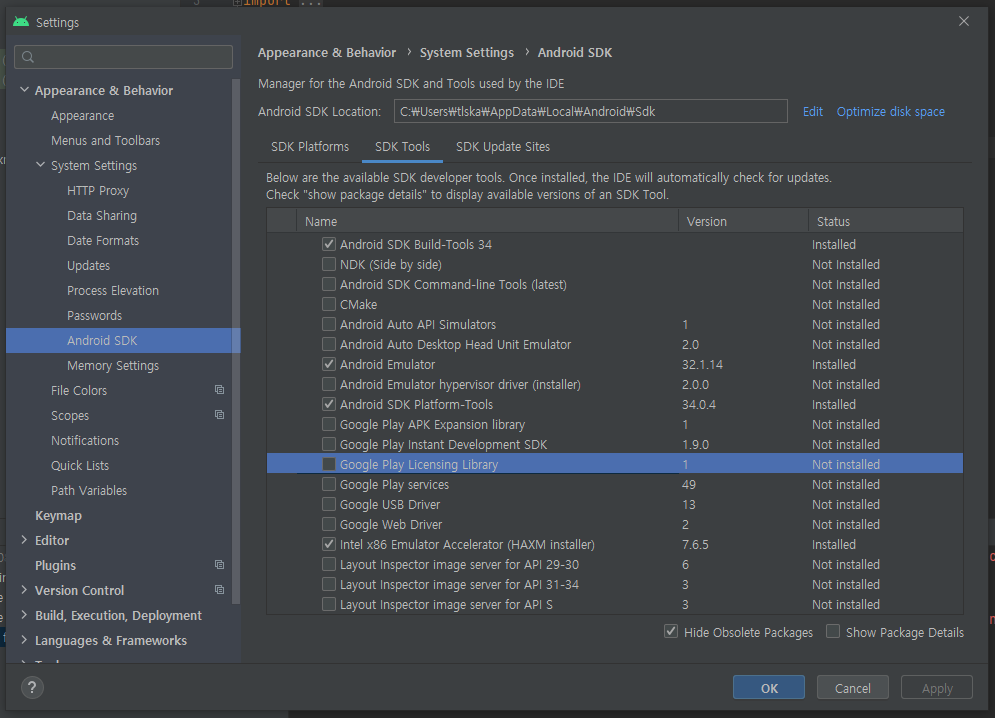 import ...
Settings
Appearance & Behavior
Appearance
Menus and Toolbars
System Settings
HTTP Proxy
Data Sharing
Date Formats
Updates
Process Elevation
Passwords
Android SDK
Memory Settings
File Colors
Scopes
Notifications
Quick Lists
Path Variables
Keymap
Editor
Plugins
Version Control
Build, Execution, Deployment
Languages & Frameworks
Appearance & Behavior › System Settings › Android SDK
Manager for the Android SDK and Tools used by the IDE
Android SDK Location: C:₩Users₩tlska₩AppData₩Local₩Android₩Sdk Edit Optimize disk space
SDK Platforms SDK Tools SDK Update Sites
Below are the available SDK developer tools. Once installed, the IDE will automatically check for updates.
Check "show package details" to display available versions of an SDK Tool.
Name Version Status
Android SDK Build-Tools 34 Installed
NDK (Side by side) Not Installed
Android SDK Command-line Tools (latest) Not Installed
CMake Not Installed
Android Auto API Simulators 1 Not installed
Android Auto Desktop Head Unit Emulator 2.0 Not installed
Android Emulator 32.1.14 Installed
Android Emulator hypervisor driver (installer) 2.0.0 Not installed
Android SDK Platform-Tools 34.0.4 Installed
Google Play APK Expansion library 1 Not installed
Google Play Instant Development SDK 1.9.0 Not installed
Google Play Licensing Library 1 Not installed
Google Play services 49 Not installed
Google USB Driver 13 Not installed
Google Web Driver 2 Not installed
Intel x86 Emulator Accelerator (HAXM installer) 7.6.5 Installed
Layout Inspector image server for API 29-30 6 Not installed
Layout Inspector image server for API 31-34 3 Not installed
Layout Inspector image server for API S 3 Not installed
Hide Obsolete Packages Show Package Details
? OK Cancel Apply